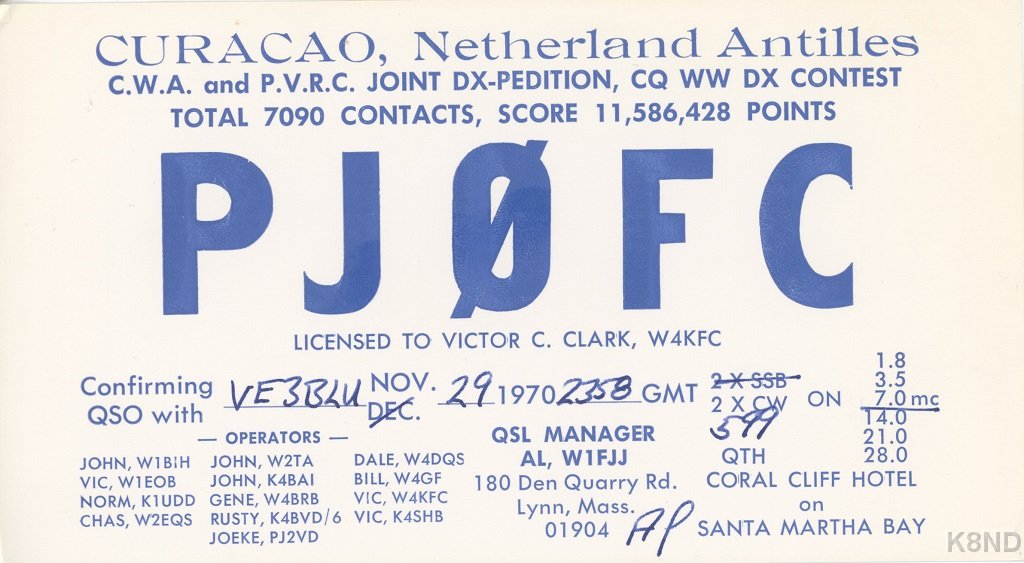 CURACAO, Netherland Antilles
C.W.A. and P.V.R.C. JOINT DX-PEDITION, CQ WW DX CONTEST
TOTAL 7090 CONTACTS, SCORE 11,586,428 POINTS
PJØFC
LICENSED TO VICTOR C. CLARK, W4KFC
Confirming QSO with VE3BLU NOV. DEC. 29 1970 2358 GMT
2 X SSB
2 X CW
599
ON
1.8
3.5
7.0 mc
14.0
21.0
28.0
— OPERATORS —
JOHN, W1BIH
VIC, W1EOB
NORM, K1UDD
CHAS, W2EQS
JOHN, W2TA
JOHN, K4BAI
GENE, W4BRB
RUSTY, K4BVD/6
JOEKE, PJ2VD
DALE, W4DQS
BILL, W4GF
VIC, W4KFC
VIC, K4SHB
QSL MANAGER
AL, W1FJJ
180 Den Quarry Rd.
Lynn, Mass.
01904
QTH
CORAL CLIFF HOTEL
on
SANTA MARTHA BAY
K8ND